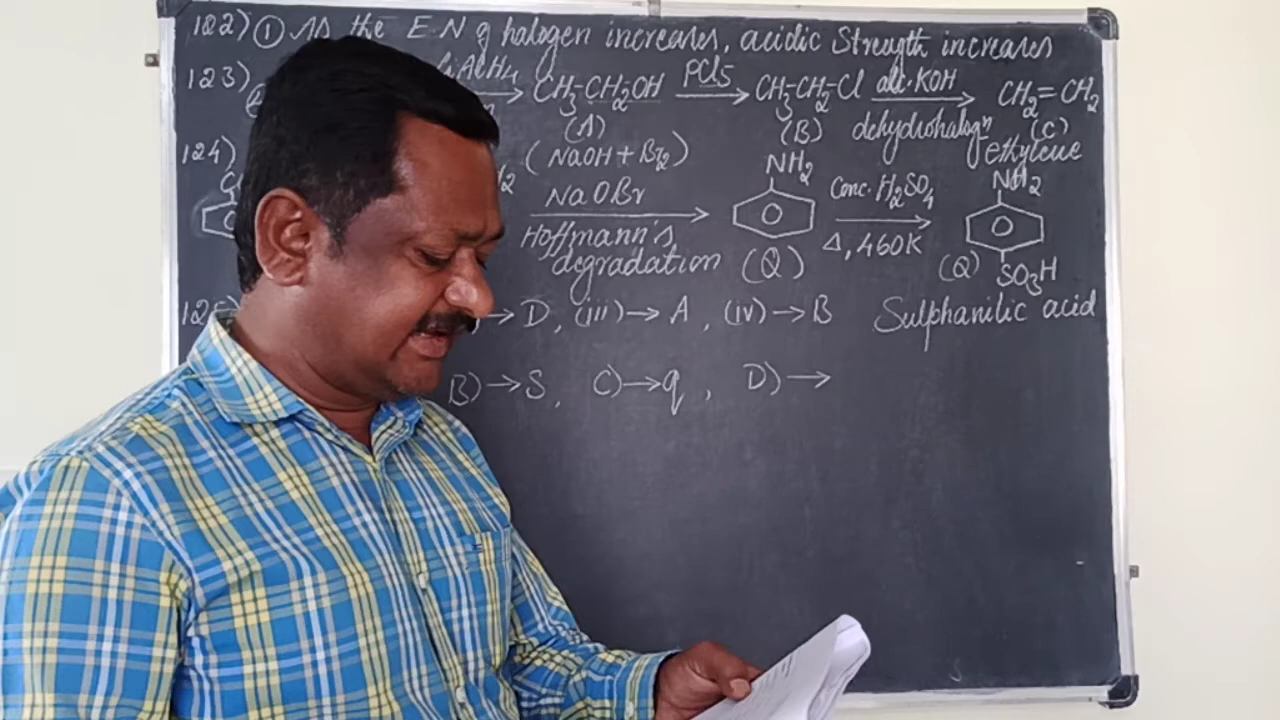 122) ① As the E.N of halogen increases, acidic Strength increases
123) LiAlH4 → CH3-CH2OH PCl5 → CH3-CH2-Cl alc.KOH → CH2=CH2
(A) (B) dehydrohalogn (C)
ethylene
124) (NaOH+Br2)
NaOBr → NH2 Conc.H2SO4 → NH2
Hoffmann's Δ, 460K
degradation (Q) (Q) SO3H
125) → D, (iii) → A, (iv) → B Sulphanilic acid
B) → S, C) → q, D) →